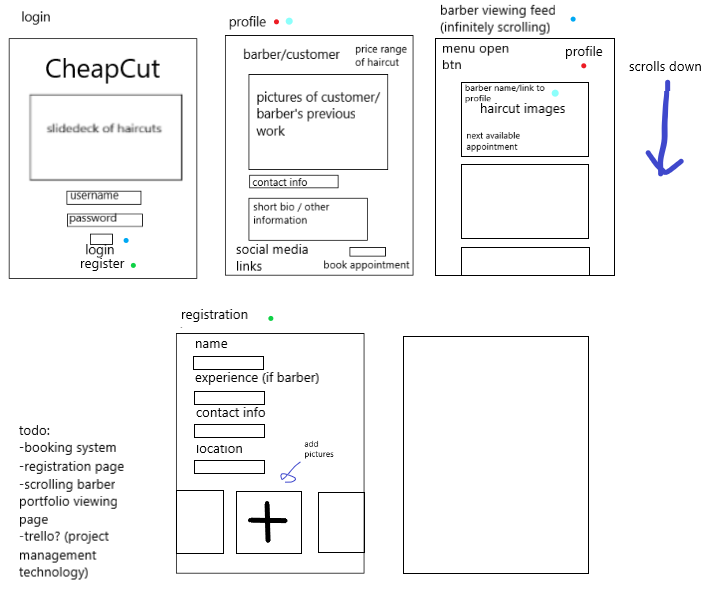 login
CheapCut
slidedeck of haircuts
username
password
login
register
profile
barber/customer
price range
of haircut
pictures of customer/
barber's previous
work
contact info
short bio / other
information
social media
links
book appointment
barber viewing feed
(infinitely scrolling)
menu open
btn
profile
barber name/link to
profile
haircut images
next available
appointment
scrolls down
registration
name
experience (if barber)
contact info
location
add
pictures
todo:
-booking system
-registration page
-scrolling barber
portfolio viewing
page
-trello? (project
management
technology)